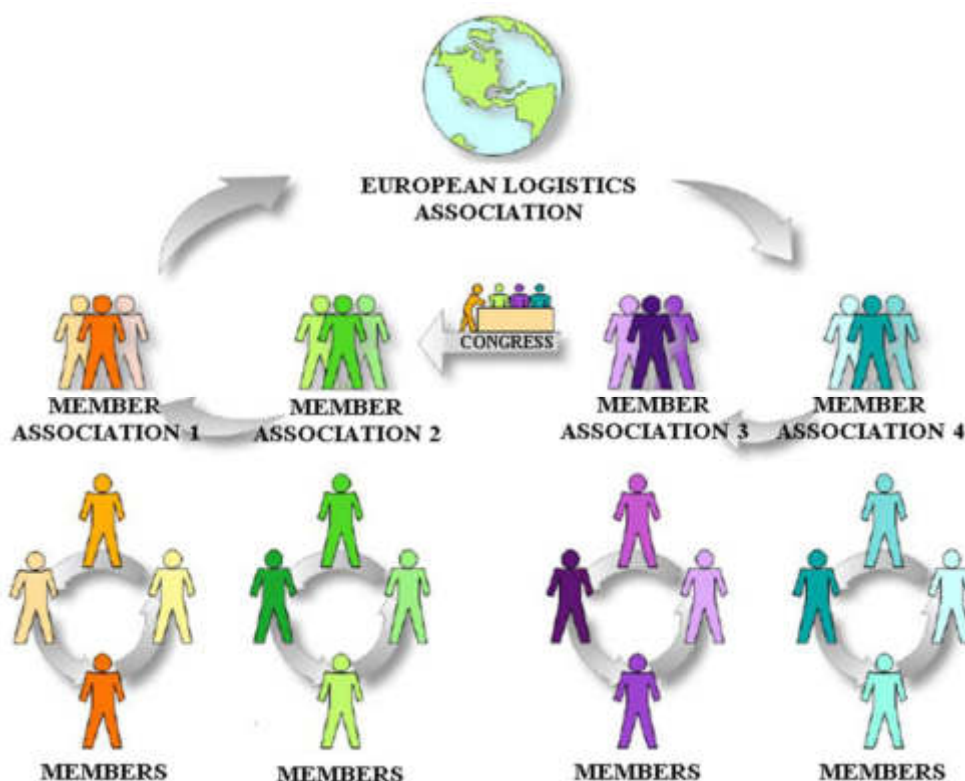 EUROPEAN LOGISTICS
ASSOCIATION
CONGRESS
MEMBER
ASSOCIATION 1
MEMBER
ASSOCIATION 2
MEMBER
ASSOCIATION 3
MEMBER
ASSOCIATION 4
MEMBERS
MEMBERS
MEMBERS
MEMBERS